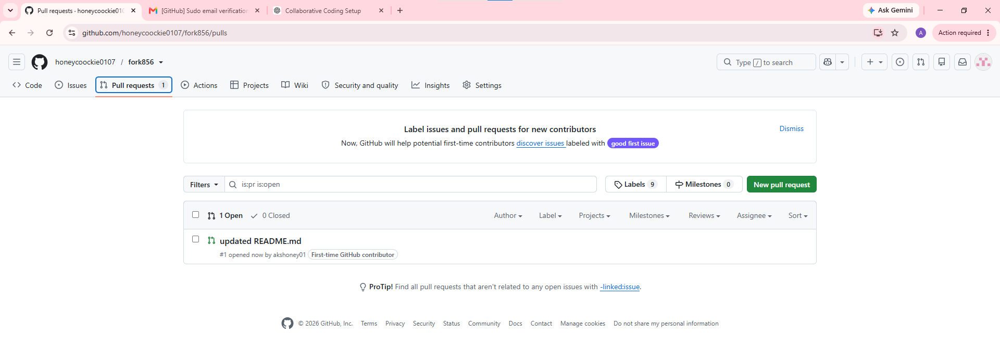 Pull requests · honeycoockie010
[GitHub] Sudo email verification
Collaborative Coding Setup
Ask Gemini
github.com/honeycoockie0107/fork856/pulls
A
Action required
honeycoockie0107 / fork856
Type / to search
Code
Issues
Pull requests 1
Actions
Projects
Wiki
Security and quality
Insights
Settings
Label issues and pull requests for new contributors
Dismiss
Now, GitHub will help potential first-time contributors discover issues labeled with good first issue
Filters
is:pr is:open
Labels 9
Milestones 0
New pull request
1 Open
0 Closed
Author
Label
Projects
Milestones
Reviews
Assignee
Sort
updated README.md
#1 opened now by akshoney01 First-time GitHub contributor
ProTip! Find all pull requests that aren't related to any open issues with -linked:issue.
© 2026 GitHub, Inc.
Terms
Privacy
Security
Status
Community
Docs
Contact
Manage cookies
Do not share my personal information